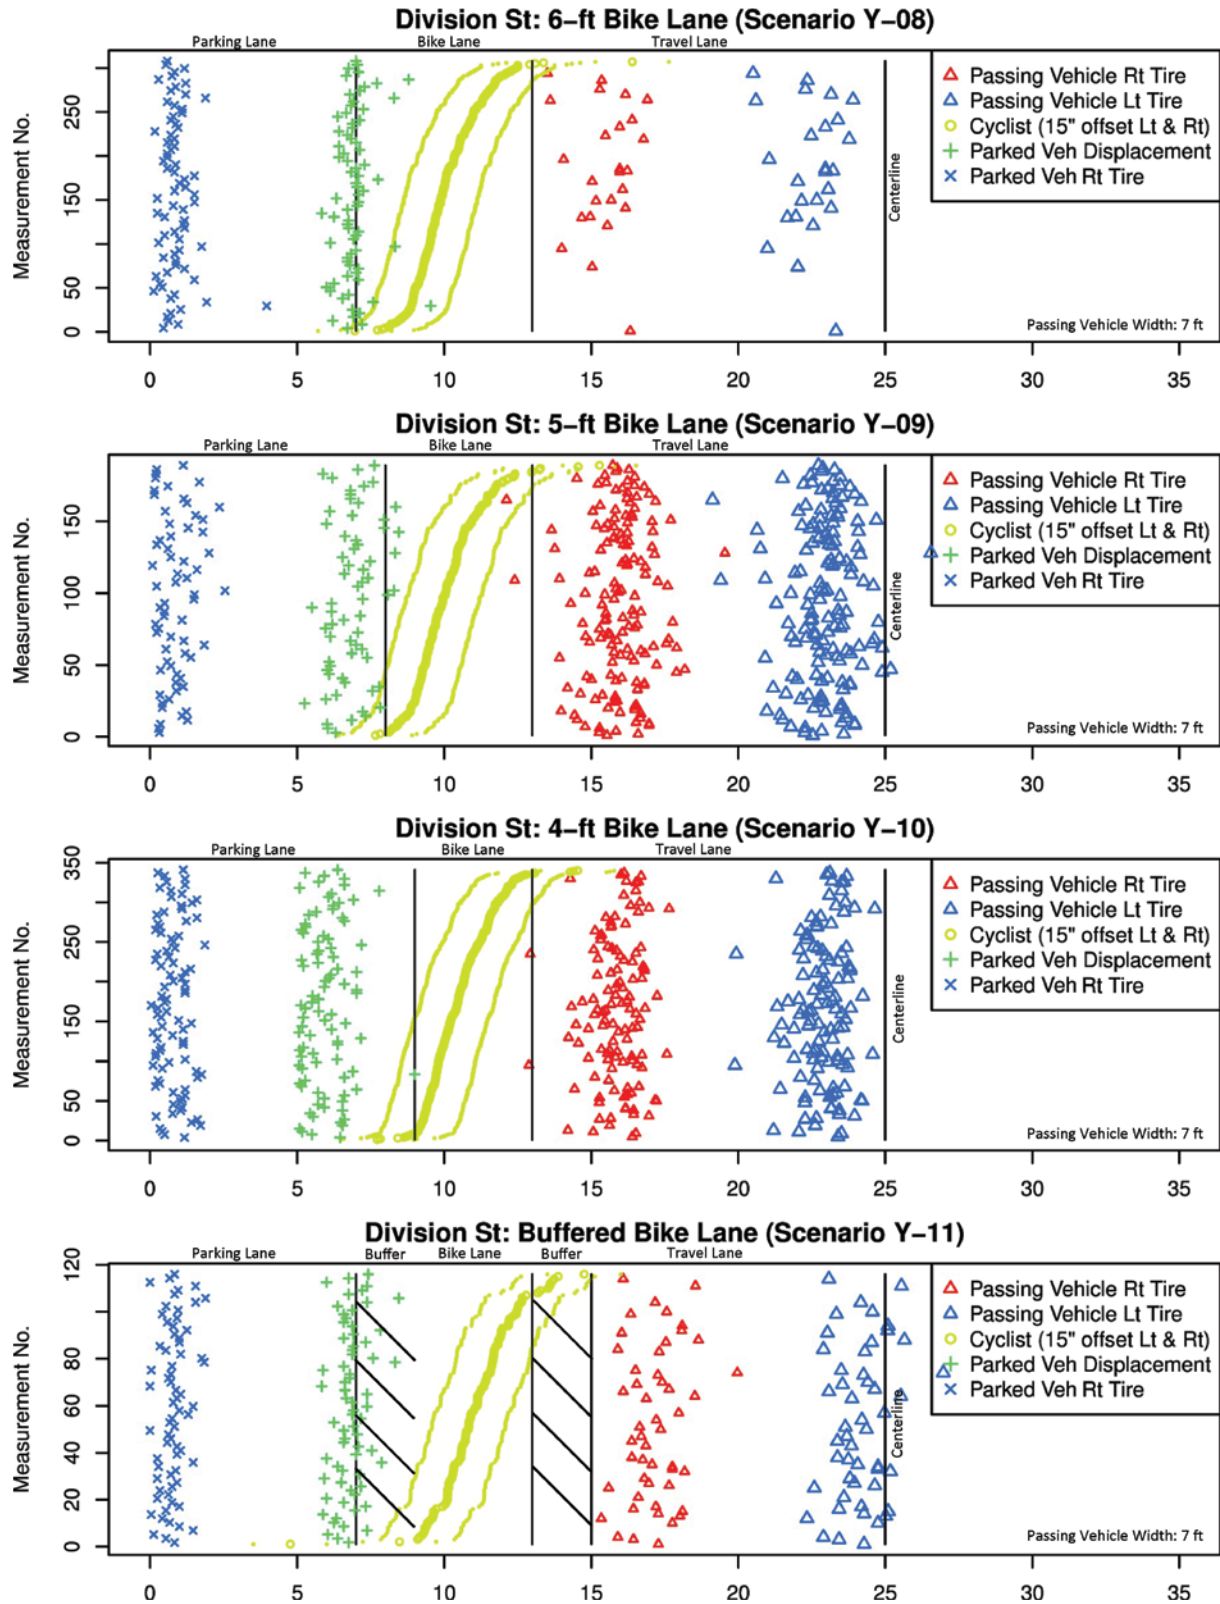 Division St: 6−ft Bike Lane (Scenario Y−08)
Parking Lane Bike Lane Travel Lane
Measurement No.
250
150
50
0
Centerline
Passing Vehicle Rt Tire
Passing Vehicle Lt Tire
Cyclist (15" offset Lt & Rt)
Parked Veh Displacement
Parked Veh Rt Tire
Passing Vehicle Width: 7 ft
0 5 10 15 20 25 30 35
Division St: 5−ft Bike Lane (Scenario Y−09)
Parking Lane Bike Lane Travel Lane
Measurement No.
150
100
50
0
Centerline
Passing Vehicle Rt Tire
Passing Vehicle Lt Tire
Cyclist (15" offset Lt & Rt)
Parked Veh Displacement
Parked Veh Rt Tire
Passing Vehicle Width: 7 ft
0 5 10 15 20 25 30 35
Division St: 4−ft Bike Lane (Scenario Y−10)
Parking Lane Bike Lane Travel Lane
Measurement No.
350
250
150
50
0
Centerline
Passing Vehicle Rt Tire
Passing Vehicle Lt Tire
Cyclist (15" offset Lt & Rt)
Parked Veh Displacement
Parked Veh Rt Tire
Passing Vehicle Width: 7 ft
0 5 10 15 20 25 30 35
Division St: Buffered Bike Lane (Scenario Y−11)
Parking Lane Buffer Bike Lane Buffer Travel Lane
Measurement No.
120
80
60
40
20
0
Centerline
Passing Vehicle Rt Tire
Passing Vehicle Lt Tire
Cyclist (15" offset Lt & Rt)
Parked Veh Displacement
Parked Veh Rt Tire
Passing Vehicle Width: 7 ft
0 5 10 15 20 25 30 35